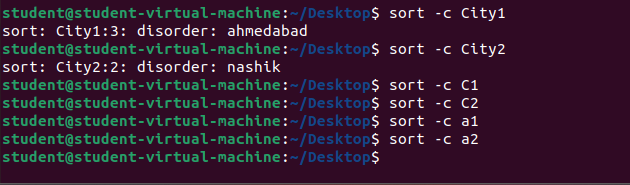 student@student-virtual-machine:~/Desktop$ sort -c City1
sort: City1:3: disorder: ahmedabad
student@student-virtual-machine:~/Desktop$ sort -c City2
sort: City2:2: disorder: nashik
student@student-virtual-machine:~/Desktop$ sort -c C1
student@student-virtual-machine:~/Desktop$ sort -c C2
student@student-virtual-machine:~/Desktop$ sort -c a1
student@student-virtual-machine:~/Desktop$ sort -c a2
student@student-virtual-machine:~/Desktop$